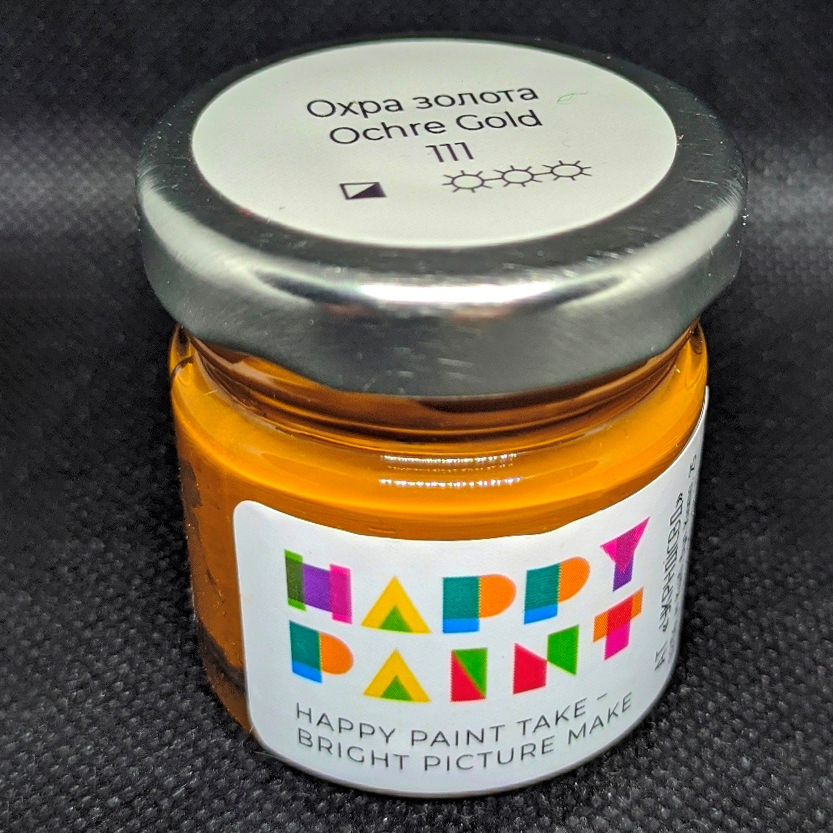 Охра золота
Ochre Gold
111
HAPPY
PAINT
HAPPY PAINT TAKE –
BRIGHT PICTURE MAKE